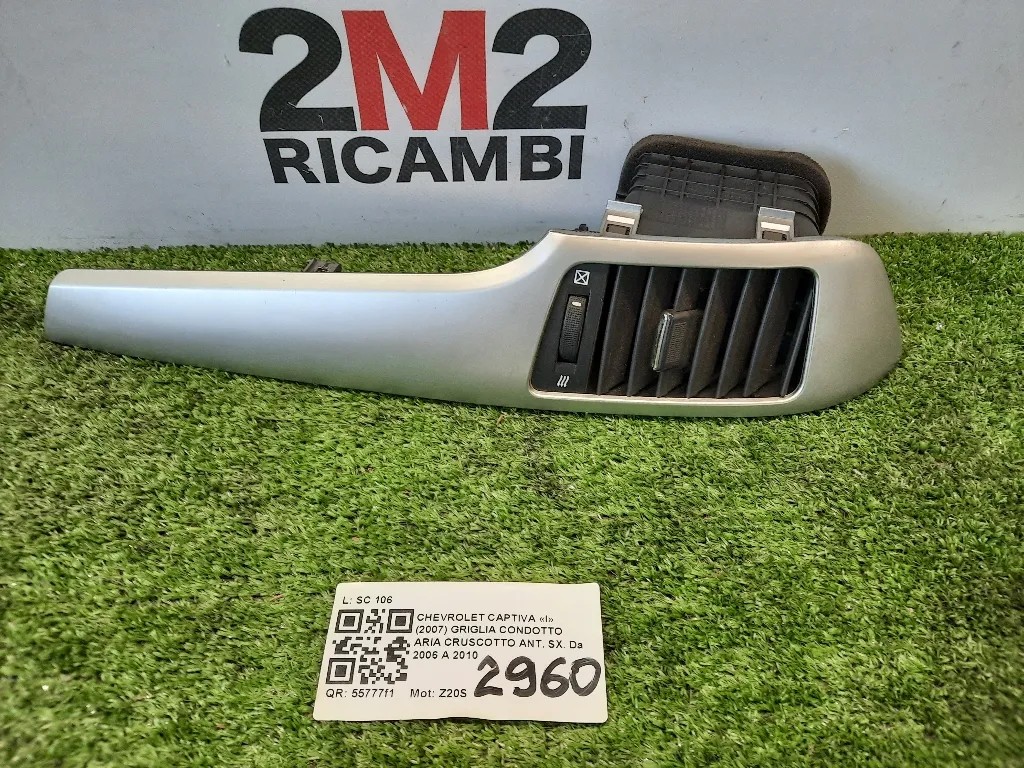 2M2
RICAMBI
L: SC 106
CHEVROLET CAPTIVA «I»
(2007) GRIGLIA CONDOTTO
ARIA CRUSCOTTO ANT. SX. Da
2006 A 2010
2960
QR: 55777f1 Mot: Z20S